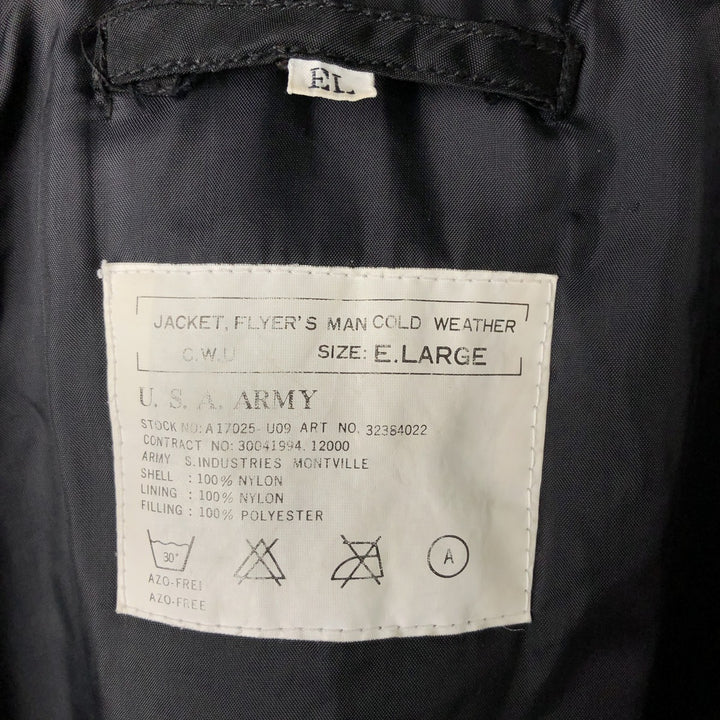 EL
JACKET, FLYER'S MAN COLD WEATHER
C.W.U SIZE: E.LARGE
U. S. A. ARMY
STOCK NO: A17025- U09 ART NO. 32384022
CONTRACT NO: 30041994. 12000
ARMY S.INDUSTRIES MONTVILLE
SHELL : 100% NYLON
LINING : 100% NYLON
FILLING : 100% POLYESTER
30° A
AZO-FREI
AZO-FREE